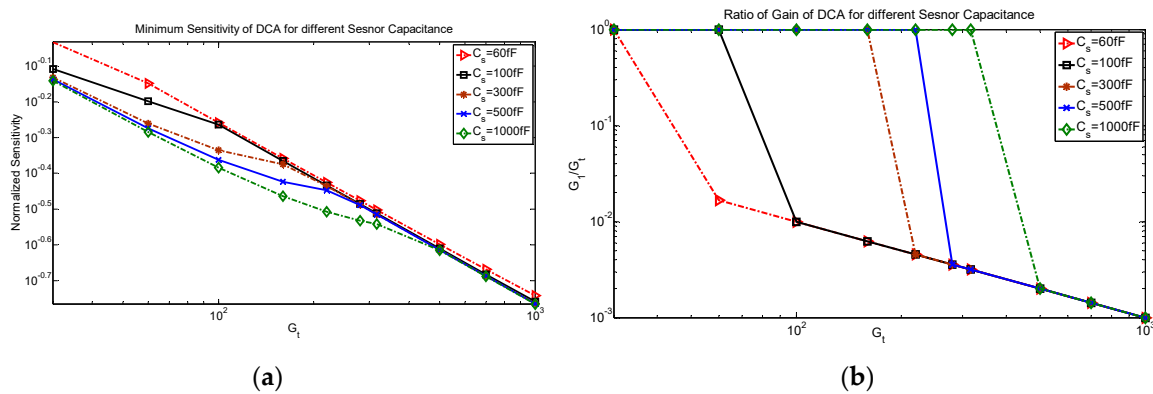 Minimum Sensitivity of DCA for different Sesnor Capacitance
Normalized Sensitivity
10^-0.1
10^-0.2
10^-0.3
10^-0.4
10^-0.5
10^-0.6
10^-0.7
10^2
10^3
G_t
C_s=60fF
C_s=100fF
C_s=300fF
C_s=500fF
C_s=1000fF
(a)
Ratio of Gain of DCA for different Sesnor Capacitance
G_1/G_t
10^0
10^-1
10^-2
10^-3
10^2
10^3
G_t
C_s=60fF
C_s=100fF
C_s=300fF
C_s=500fF
C_s=1000fF
(b)